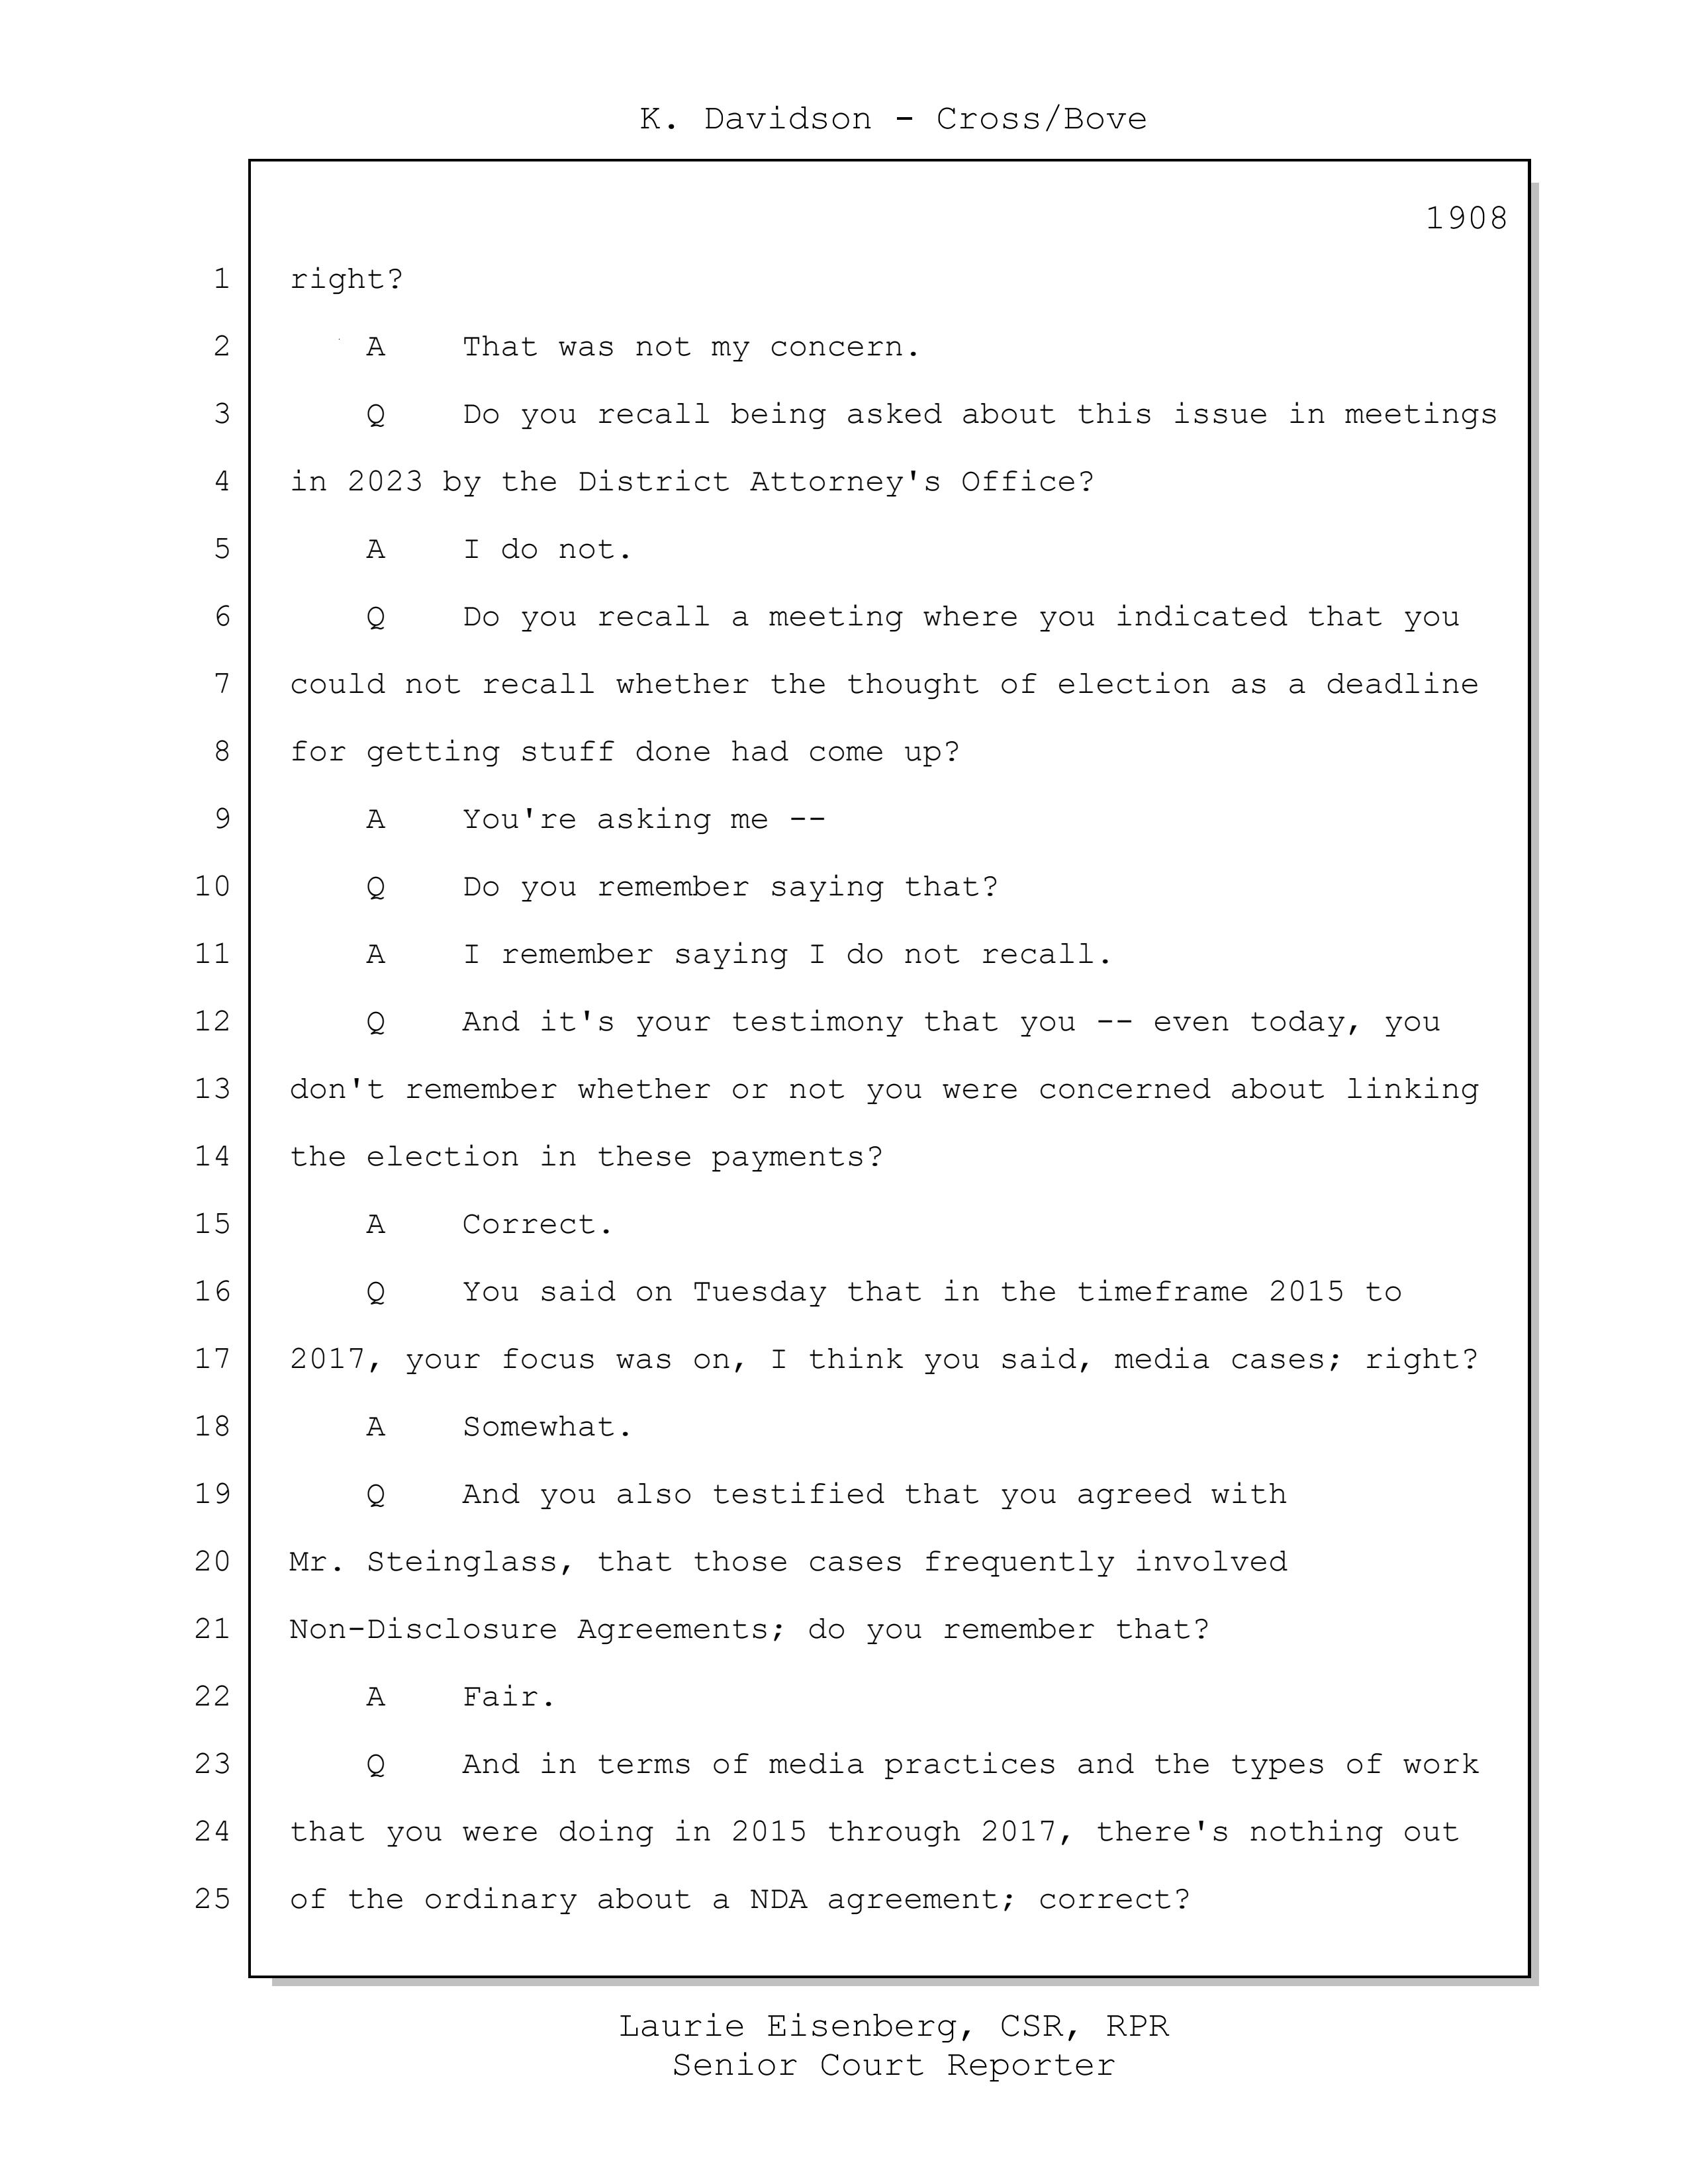 K. Davidson - Cross/Bove
1908
1 right?
2 A That was not my concern.
3 Q Do you recall being asked about this issue in meetings
4 in 2023 by the District Attorney's Office?
5 A I do not.
6 Q Do you recall a meeting where you indicated that you
7 could not recall whether the thought of election as a deadline
8 for getting stuff done had come up?
9 A You're asking me --
10 Q Do you remember saying that?
11 A I remember saying I do not recall.
12 Q And it's your testimony that you -- even today, you
13 don't remember whether or not you were concerned about linking
14 the election in these payments?
15 A Correct.
16 Q You said on Tuesday that in the timeframe 2015 to
17 2017, your focus was on, I think you said, media cases; right?
18 A Somewhat.
19 Q And you also testified that you agreed with
20 Mr. Steinglass, that those cases frequently involved
21 Non-Disclosure Agreements; do you remember that?
22 A Fair.
23 Q And in terms of media practices and the types of work
24 that you were doing in 2015 through 2017, there's nothing out
25 of the ordinary about a NDA agreement; correct?
Laurie Eisenberg, CSR, RPR
Senior Court Reporter